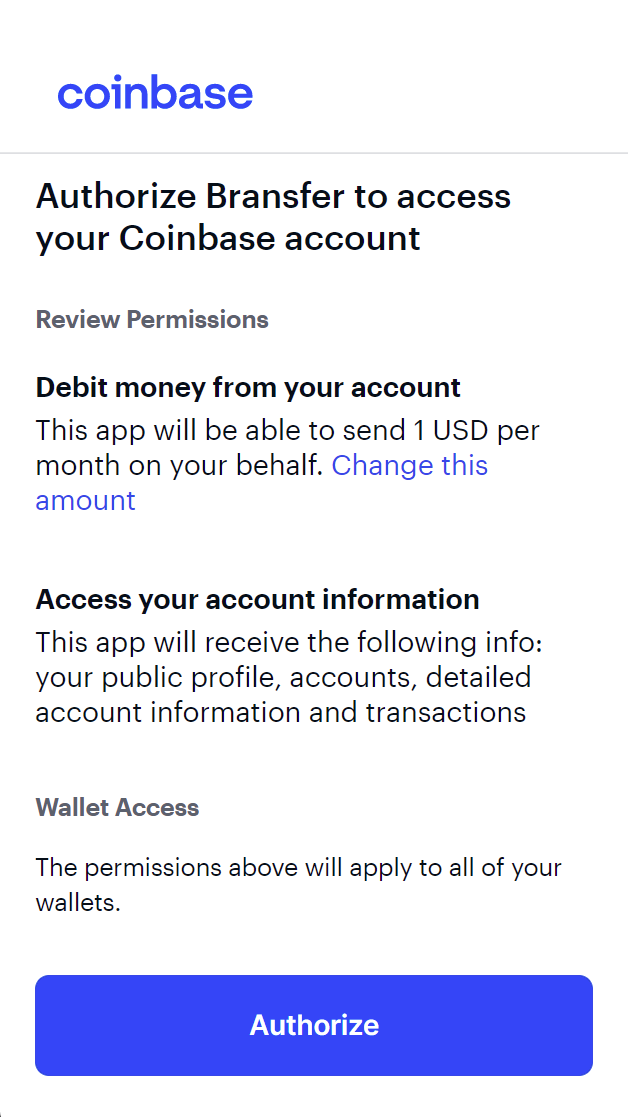 coinbase
Authorize Bransfer to access
your Coinbase account
Review Permissions
Debit money from your account
This app will be able to send 1 USD per
month on your behalf. Change this
amount
Access your account information
This app will receive the following info:
your public profile, accounts, detailed
account information and transactions
Wallet Access
The permissions above will apply to all of your
wallets.
Authorize